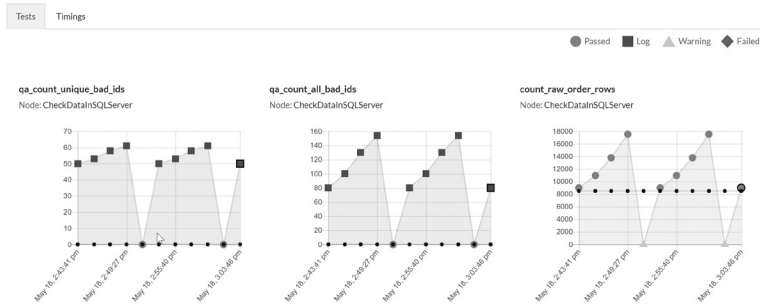 Tests Timings
Passed Log Warning Failed
qa_count_unique_bad_ids
Node: CheckDataInSQLServer
70
60
50
40
30
20
10
0
May 18, 2:43:41 pm
May 18, 2:49:27 pm
May 18, 2:55:40 pm
May 18, 3:03:46 pm
qa_count_all_bad_ids
Node: CheckDataInSQLServer
160
140
120
100
80
60
40
20
0
May 18, 2:43:41 pm
May 18, 2:49:27 pm
May 18, 2:55:40 pm
May 18, 3:03:46 pm
count_raw_order_rows
Node: CheckDataInSQLServer
18000
16000
14000
12000
10000
8000
6000
4000
2000
0
May 18, 2:43:41 pm
May 18, 2:49:27 pm
May 18, 2:55:40 pm
May 18, 3:03:46 pm